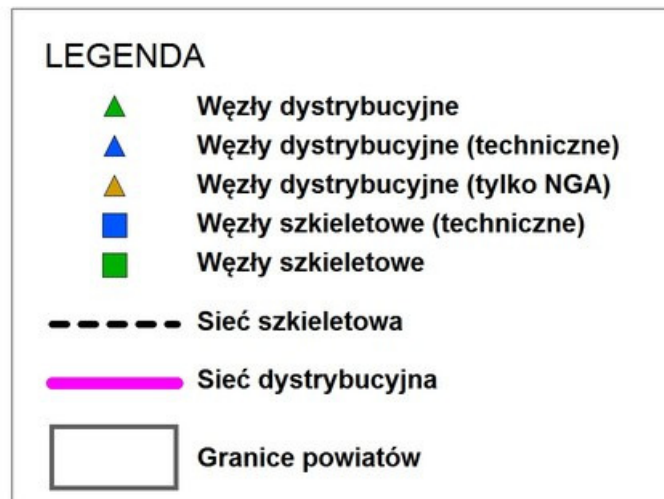 LEGENDA
Węzły dystrybucyjne
Węzły dystrybucyjne (techniczne)
Węzły dystrybucyjne (tylko NGA)
Węzły szkieletowe (techniczne)
Węzły szkieletowe
Sieć szkieletowa
Sieć dystrybucyjna
Granice powiatów